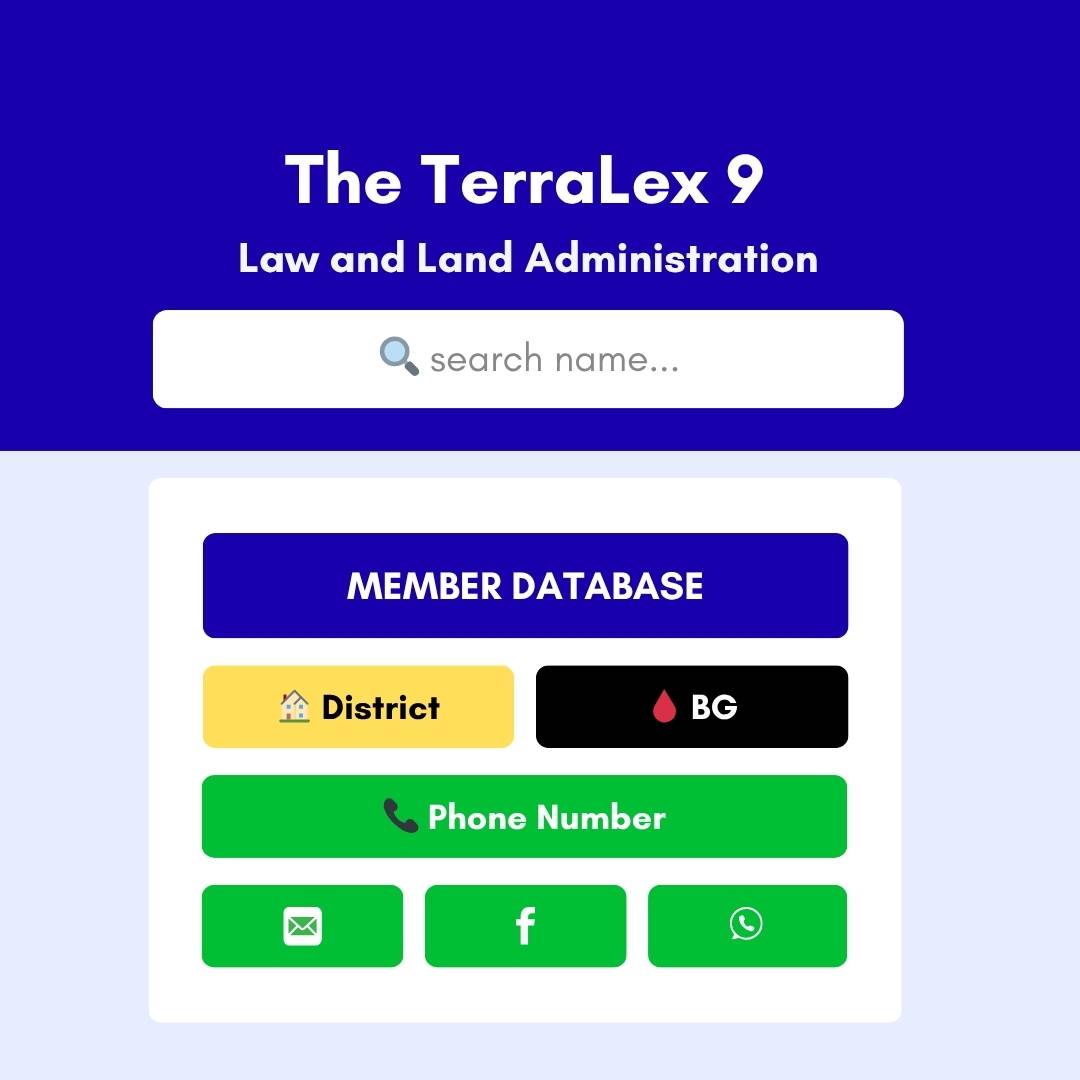 The TerraLex 9
Law and Land Administration
search name...
MEMBER DATABASE
District
BG
Phone Number